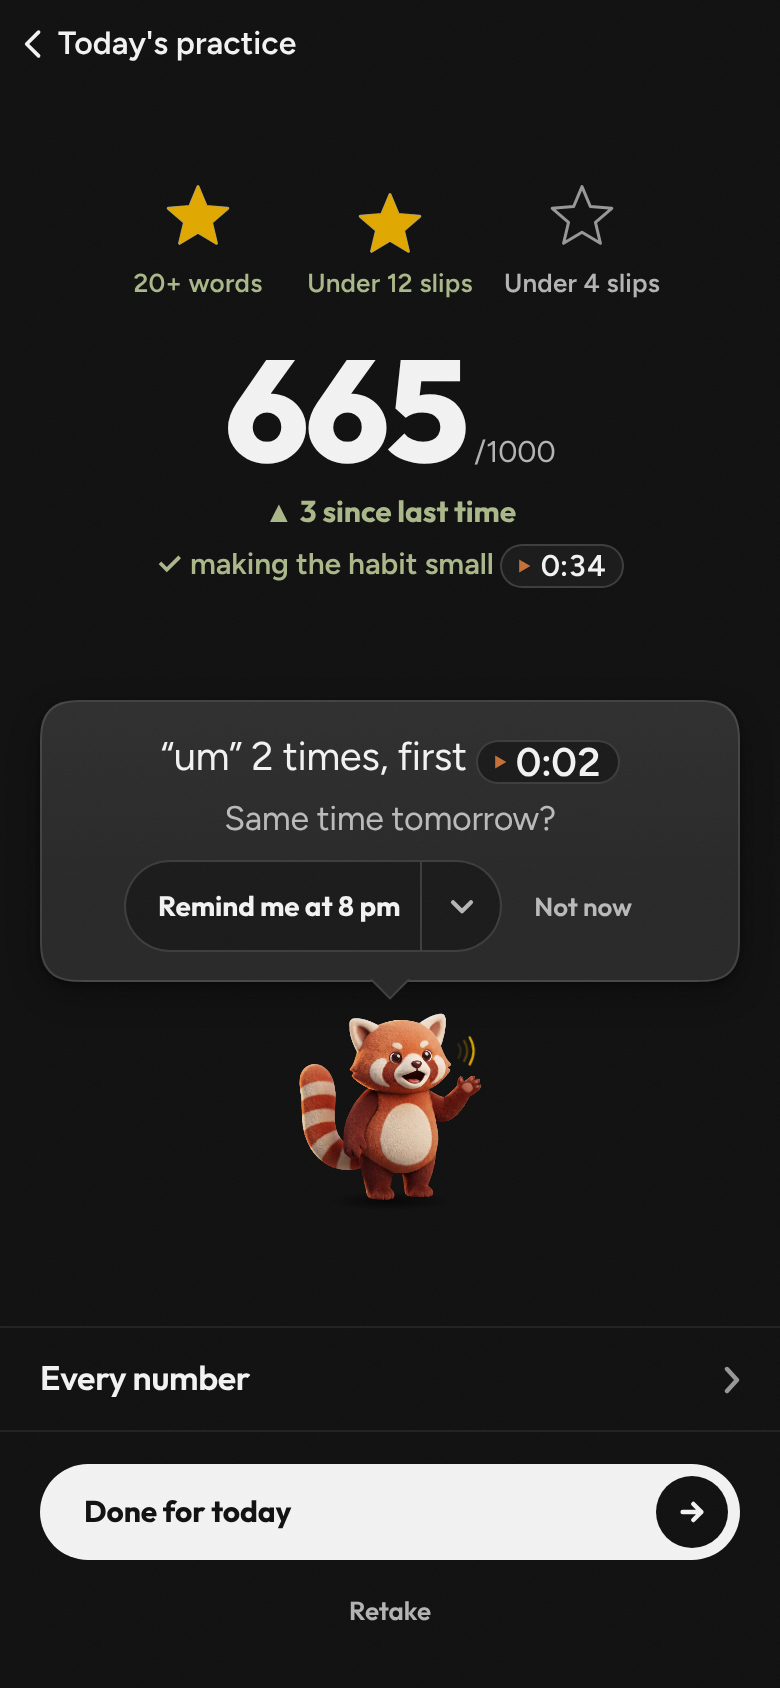 Today's practice
20+ words
Under 12 slips
Under 4 slips
665 /1000
▲ 3 since last time
✓ making the habit small ▶ 0:34
“um” 2 times, first ▶ 0:02
Same time tomorrow?
Remind me at 8 pm
Not now
Every number
Done for today
Retake